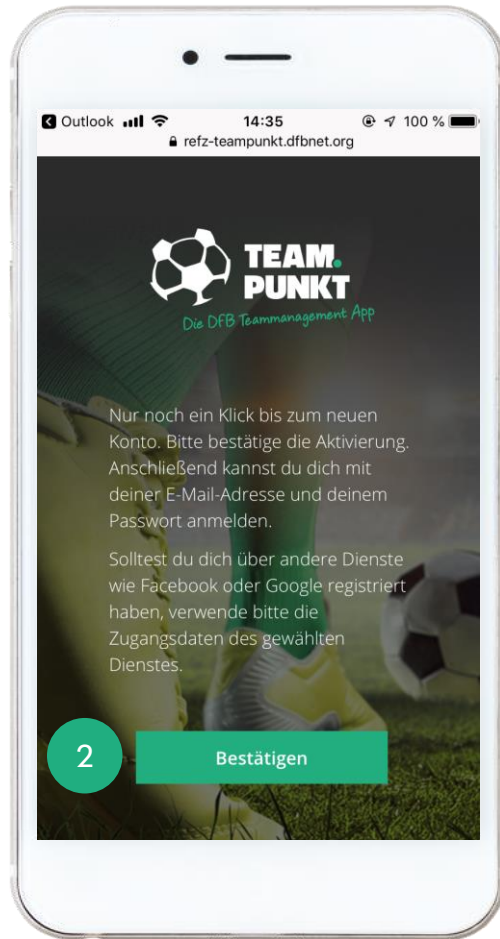 Outlook 14:35 100 %
refz-teampunkt.dfbnet.org
TEAM.
PUNKT
Die DFB Teammanagement App
Nur noch ein Klick bis zum neuen
Konto. Bitte bestätige die Aktivierung.
Anschließend kannst du dich mit
deiner E-Mail-Adresse und deinem
Passwort anmelden.
Solltest du dich über andere Dienste
wie Facebook oder Google registriert
haben, verwende bitte die
Zugangsdaten des gewählten
Dienstes.
2 Bestätigen